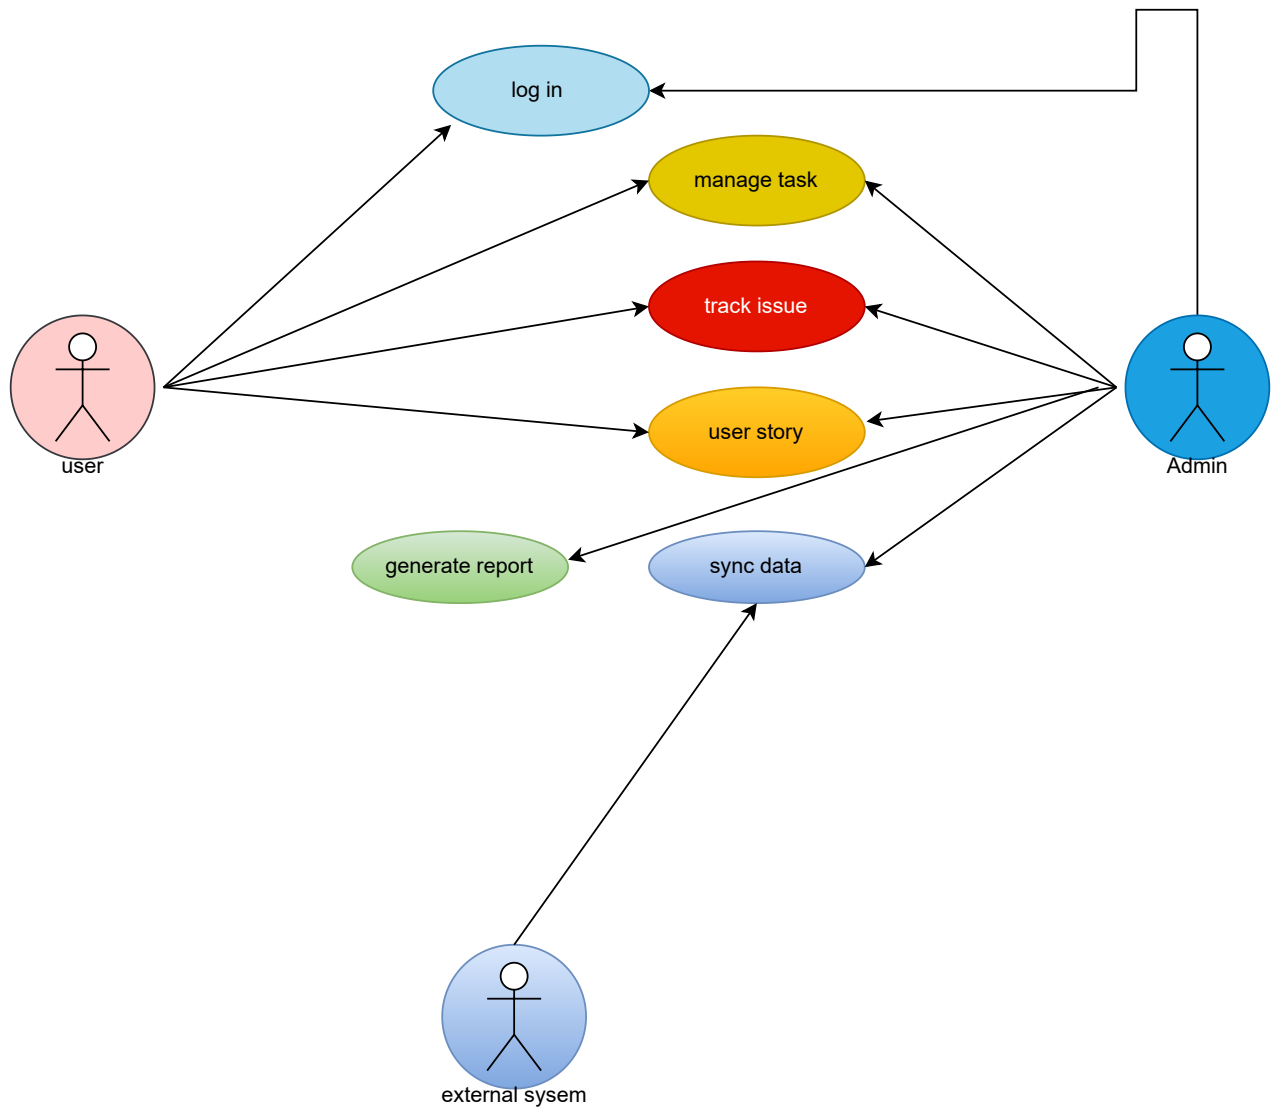 log in
manage task
track issue
user story
user
Admin
generate report
sync data
external sysem